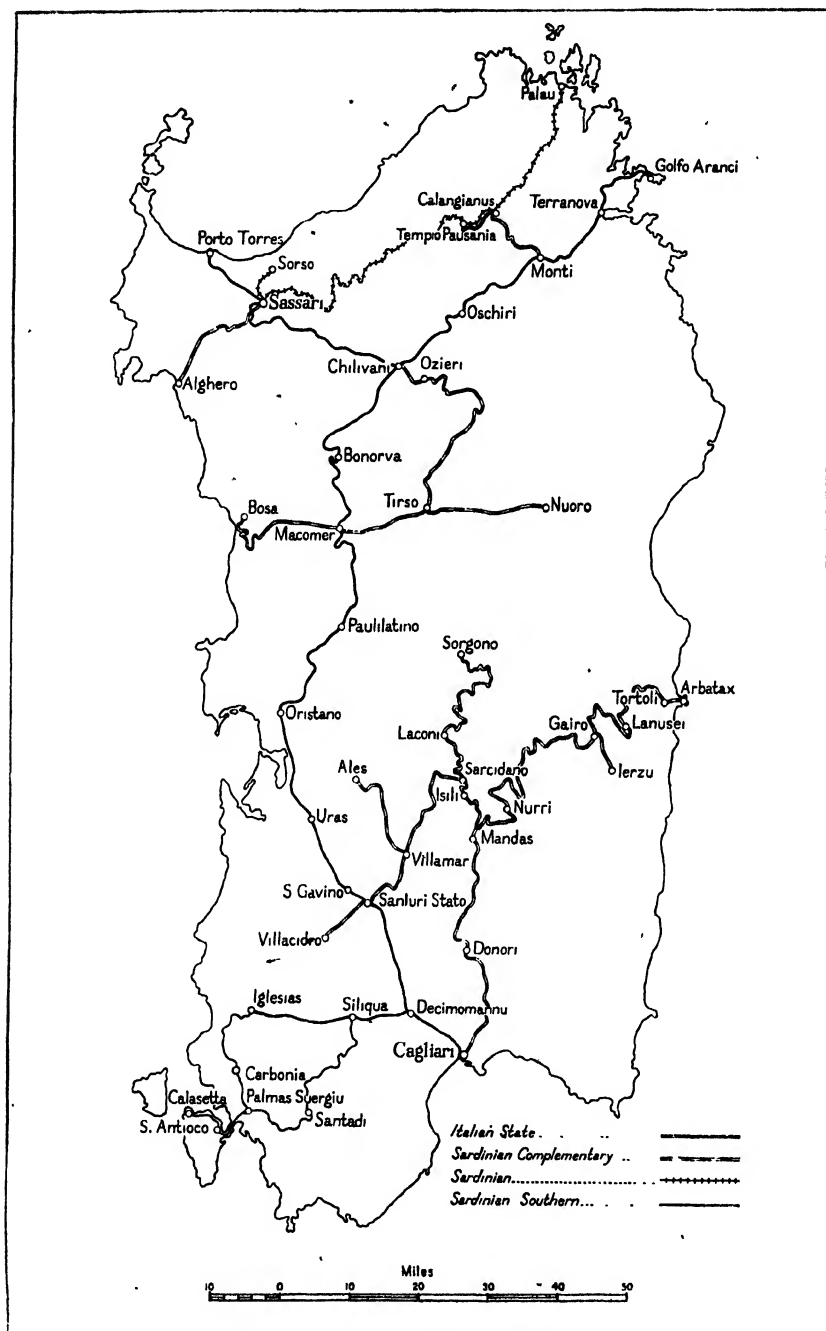 Palau
Golfo Aranci
Calangianus
Terranova
Tempio Pausania
Porto Torres
Monti
Sorso
Sassari
Oschiri
Chilivani
Ozieri
Alghero
Bonorva
Tirso
Nuoro
Bosa
Macomer
Paulilatino
Sorgono
Arbatax
Tortoli
Oristano
Lanusei
Gairo
Laconi
Ales
Sarcidano
Ierzu
Isili
Nurri
Uras
Mandas
Villamar
S Gavino
Sanluri Stato
Villacidro
Donori
Iglesias
Siliqua
Decimomannu
Cagliari
Carbonia
Calasetta
Palmas Suergiu
Santadi
S. Antioco
Italian State . . ..
Sardinian Complementary ..
Sardinian..........................
Sardinian Southern... . .
Miles
10 0 10 20 30 40 50